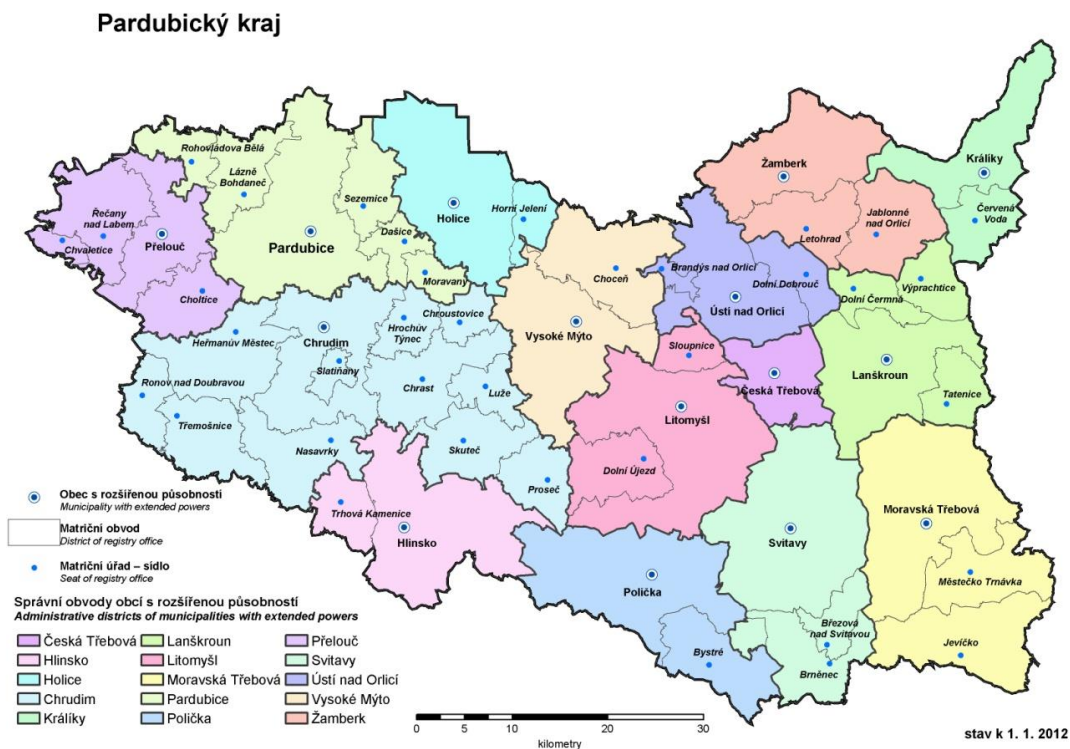 Pardubický kraj
Rohovládova Bělá
Lázně
Bohdaneč
Žamberk
Králíky
Řečany
nad Labem
Sezemice
Holice
Horní Jelení
Jablonné
nad Orlicí
Červená
Voda
Přelouč
Chvaletice
Pardubice
Dašice
Letohrad
Choltice
Moravany
Choceň
Brandýs nad Orlicí
Dolní Dobrouč
Výprachtice
Dolní Čermná
Chroustovice
Ústí nad Orlicí
Heřmanův Městec
Chrudim
Hrochův
Týnec
Vysoké Mýto
Sloupnice
Slatiňany
Ronov nad Doubravou
Chrast
Luže
Česká Třebová
Lanškroun
Tatenice
Třemošnice
Litomyšl
Nasavrky
Skuteč
Dolní Újezd
Proseč
Trhová Kamenice
Moravská Třebová
Hlinsko
Svitavy
Polička
Městečko Trnávka
Březová
nad Svitavou
Bystré
Brněnec
Jevíčko
Obec s rozšířenou působností
Municipality with extended powers
Matriční obvod
District of registry office
Matriční úřad – sídlo
Seat of registry office
Správní obvody obcí s rozšířenou působností
Administrative districts of municipalities with extended powers
Česká Třebová
Lanškroun
Přelouč
Hlinsko
Litomyšl
Svitavy
Holice
Moravská Třebová
Ústí nad Orlicí
Chrudim
Pardubice
Vysoké Mýto
Králíky
Polička
Žamberk
0 5 10 20 30
kilometry
stav k 1. 1. 2012